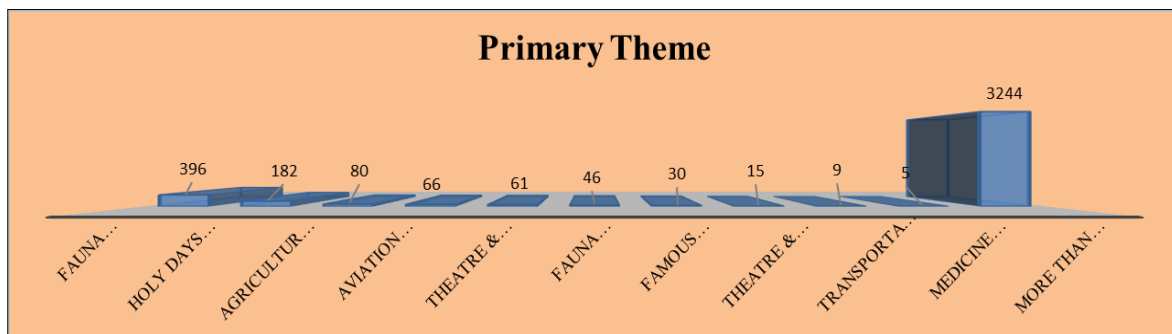 Primary Theme
3244
396
182
80
66
61
46
30
15
9
5
FAUNA…
HOLY DAYS…
AGRICULTUR…
AVIATION…
THEATRE &…
FAUNA…
FAMOUS…
THEATRE &…
TRANSPORTA…
MEDICINE…
MORE THAN…